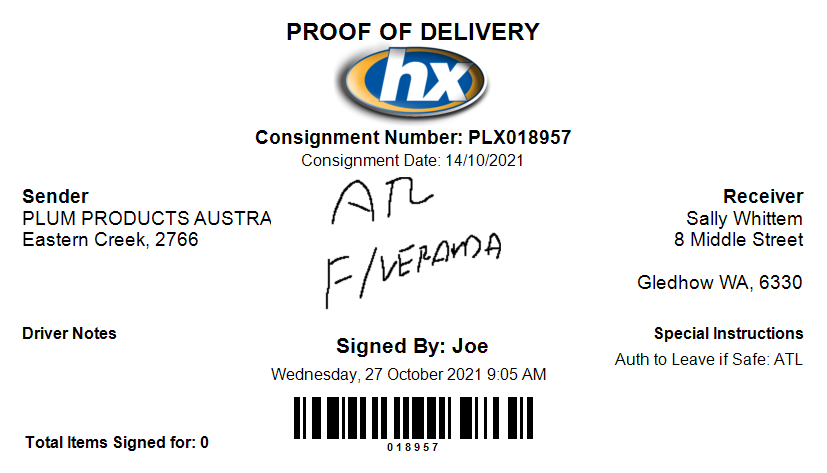 PROOF OF DELIVERY
hx
Consignment Number: PLX018957
Consignment Date: 14/10/2021
Sender
PLUM PRODUCTS AUSTRA
Eastern Creek, 2766
ATL
F/VERANDA
Receiver
Sally Whittem
8 Middle Street
Gledhow WA, 6330
Driver Notes
Signed By: Joe
Wednesday, 27 October 2021 9:05 AM
Special Instructions
Auth to Leave if Safe: ATL
018957
Total Items Signed for: 0